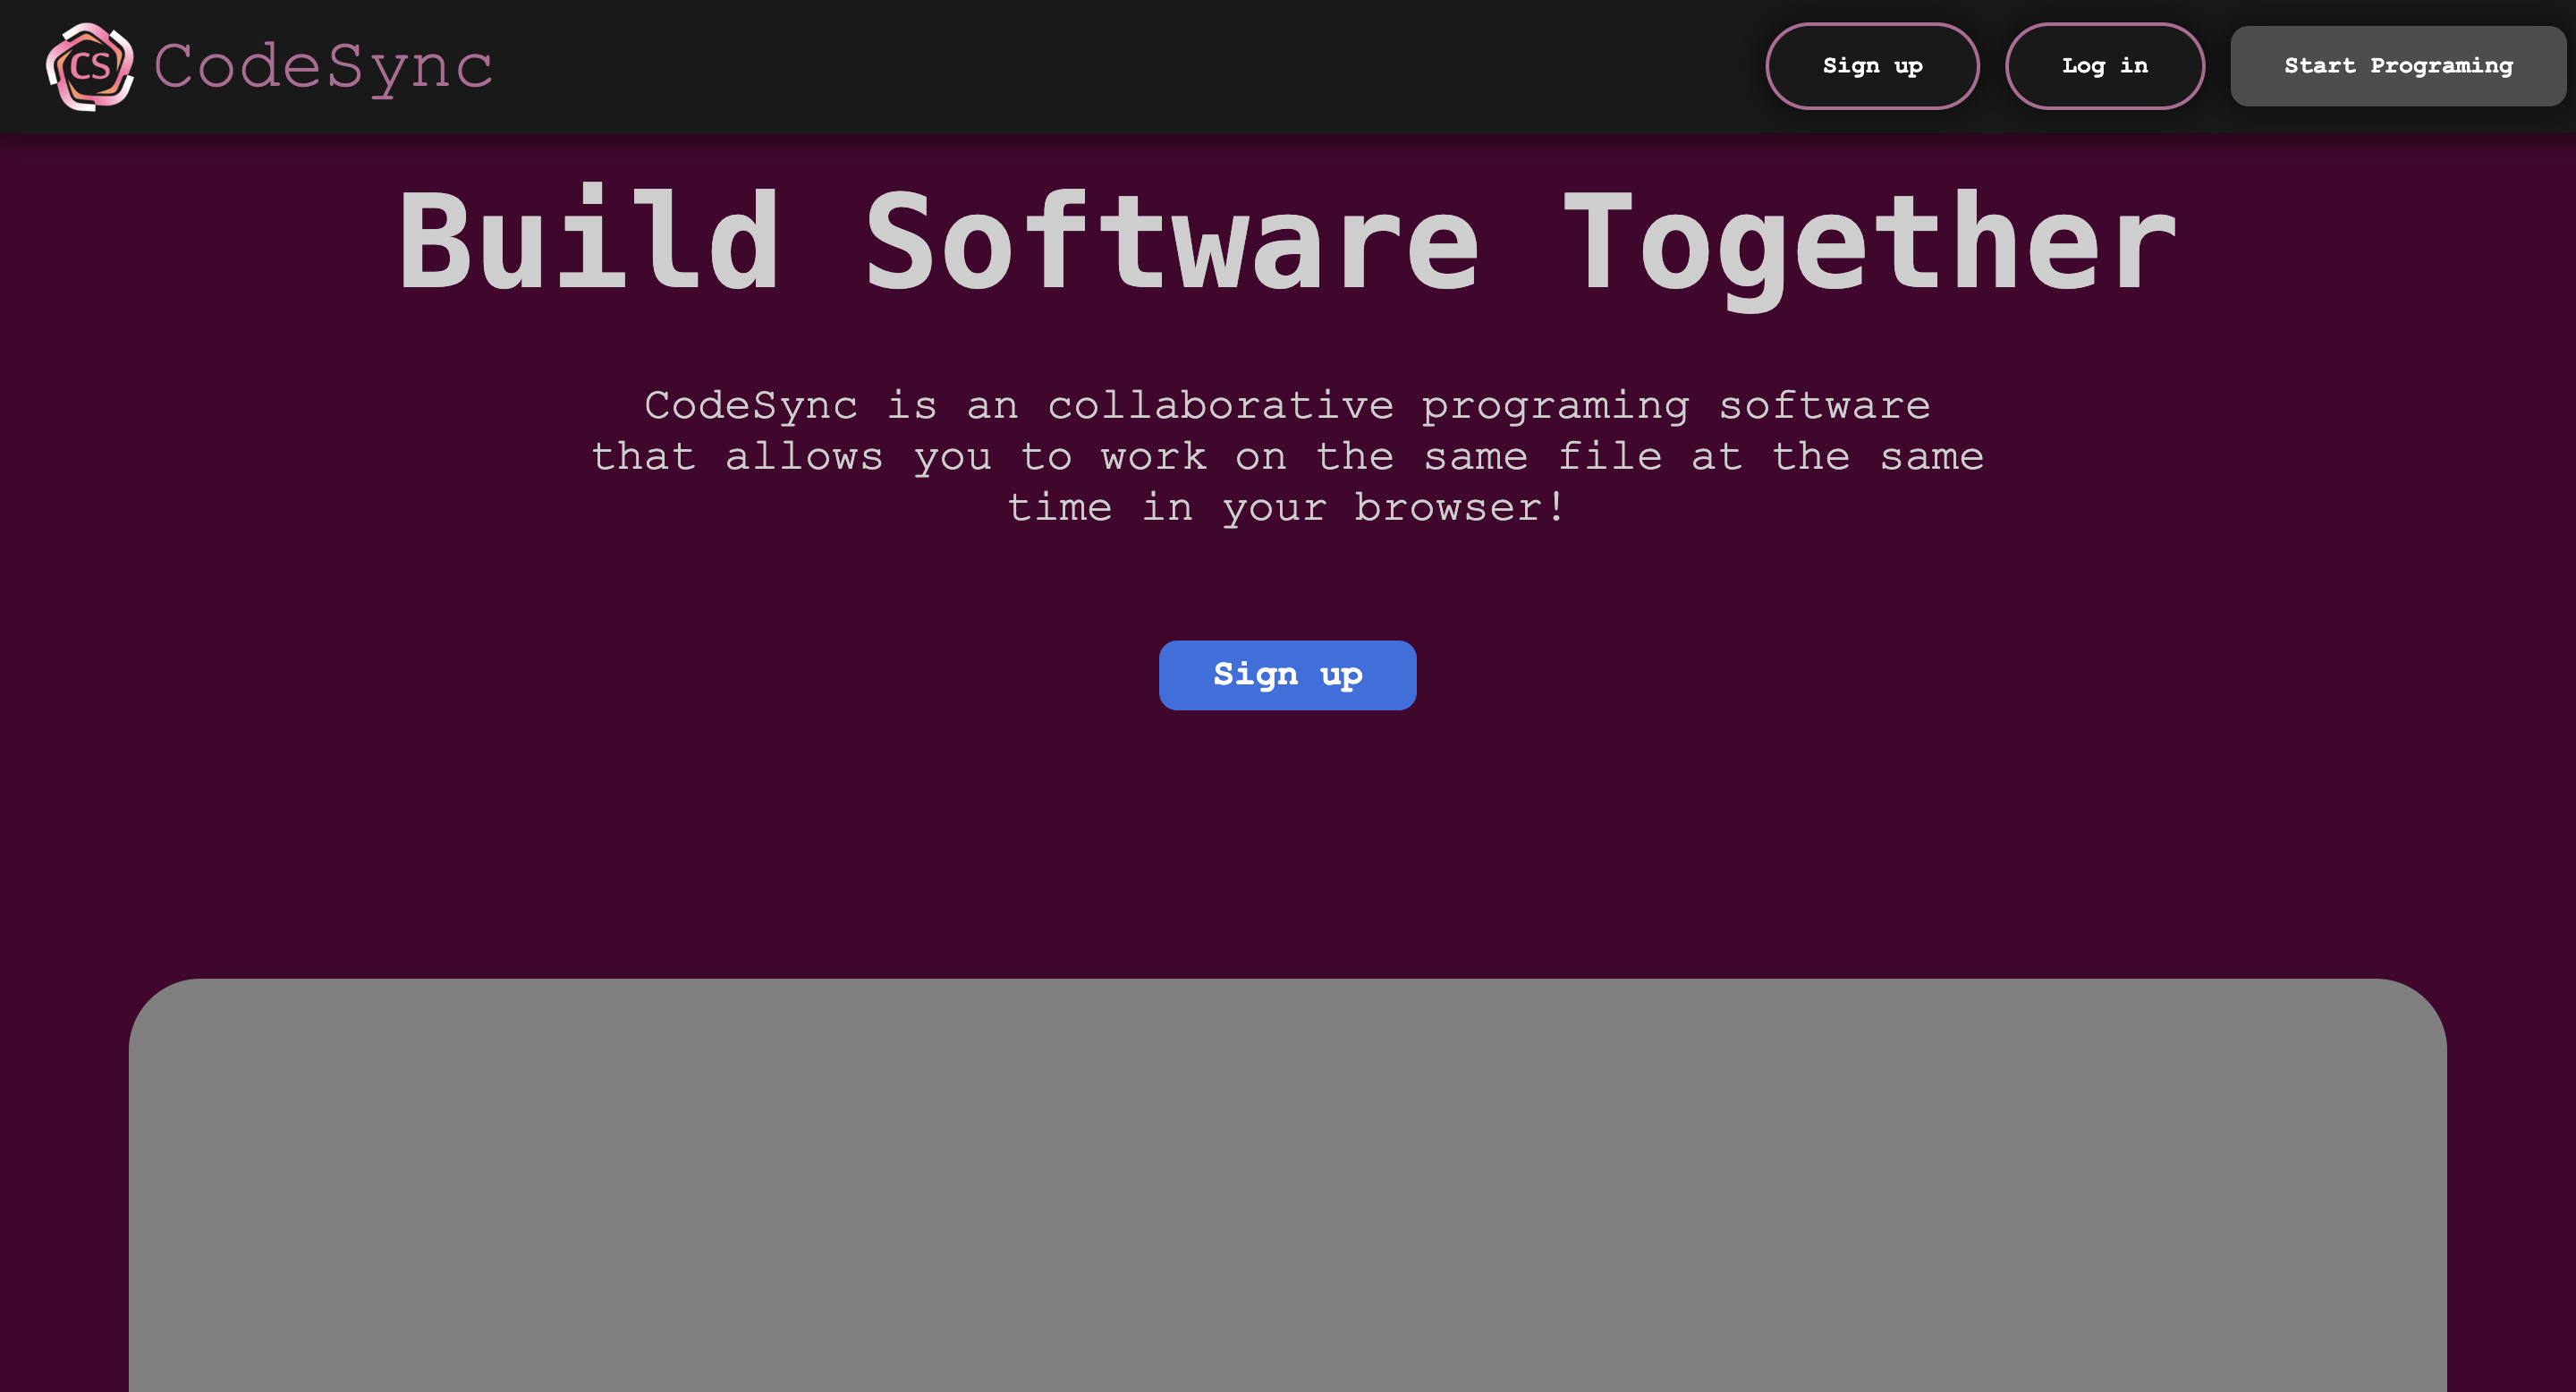 CS CodeSync
Sign up
Log in
Start Programing
Build Software Together
CodeSync is an collaborative programing software
that allows you to work on the same file at the same
time in your browser!
Sign up